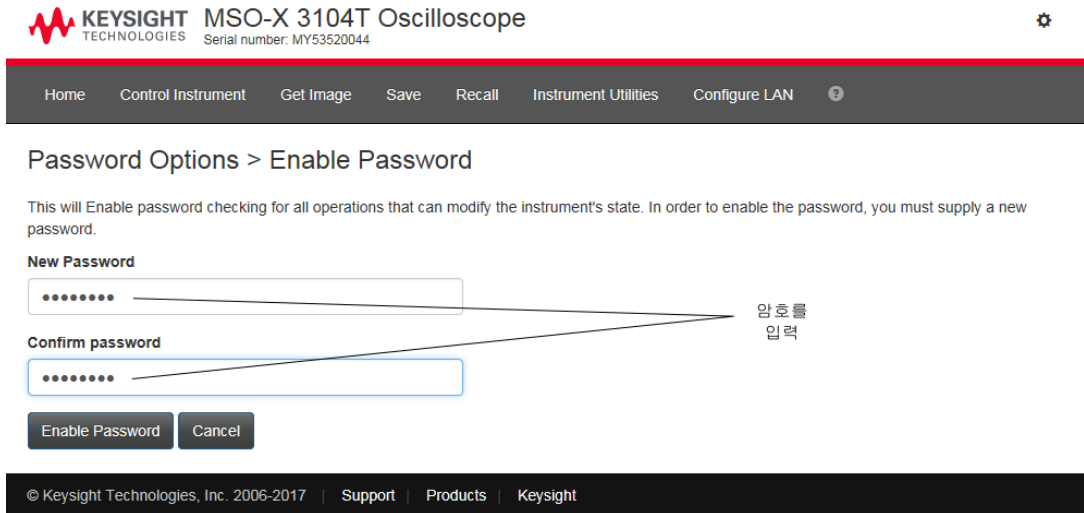 KEYSIGHT
TECHNOLOGIES
MSO-X 3104T Oscilloscope
Serial number: MY53520044
Home Control Instrument Get Image Save Recall Instrument Utilities Configure LAN ?
Password Options > Enable Password
This will Enable password checking for all operations that can modify the instrument's state. In order to enable the password, you must supply a new
password.
New Password
••••••••
암호를
입력
Confirm password
••••••••
Enable Password Cancel
© Keysight Technologies, Inc. 2006-2017 | Support | Products | Keysight